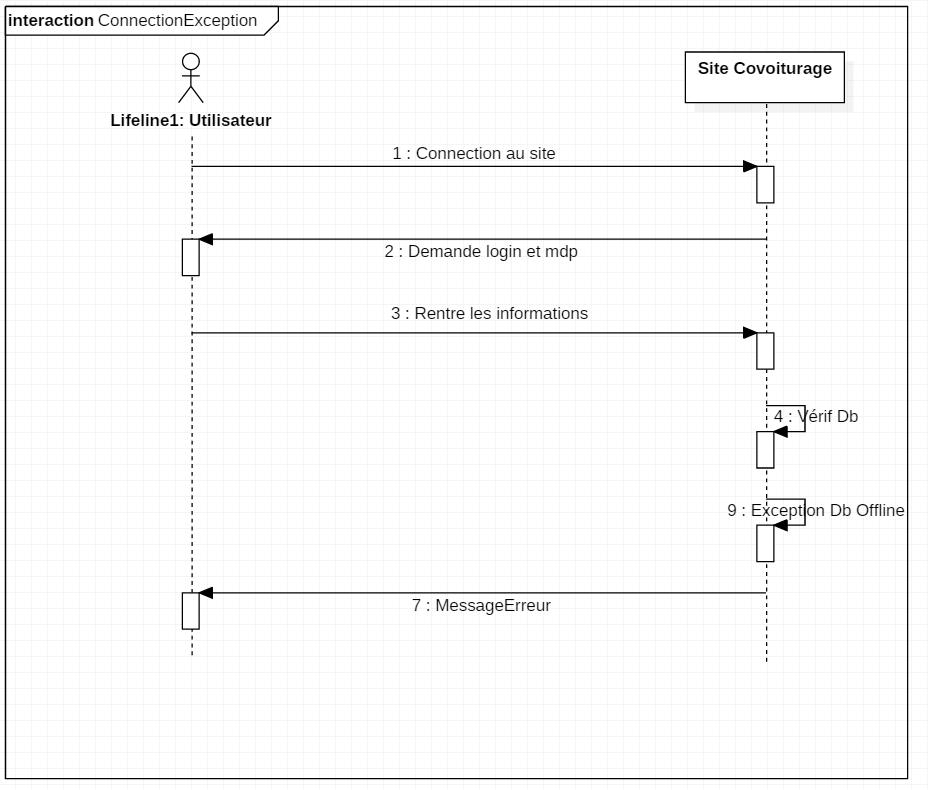 interaction ConnectionException
Site Covoiturage
Lifeline1: Utilisateur
1 : Connection au site
2 : Demande login et mdp
3 : Rentre les informations
4 : Vérif Db
9 : Exception Db Offline
7 : MessageErreur